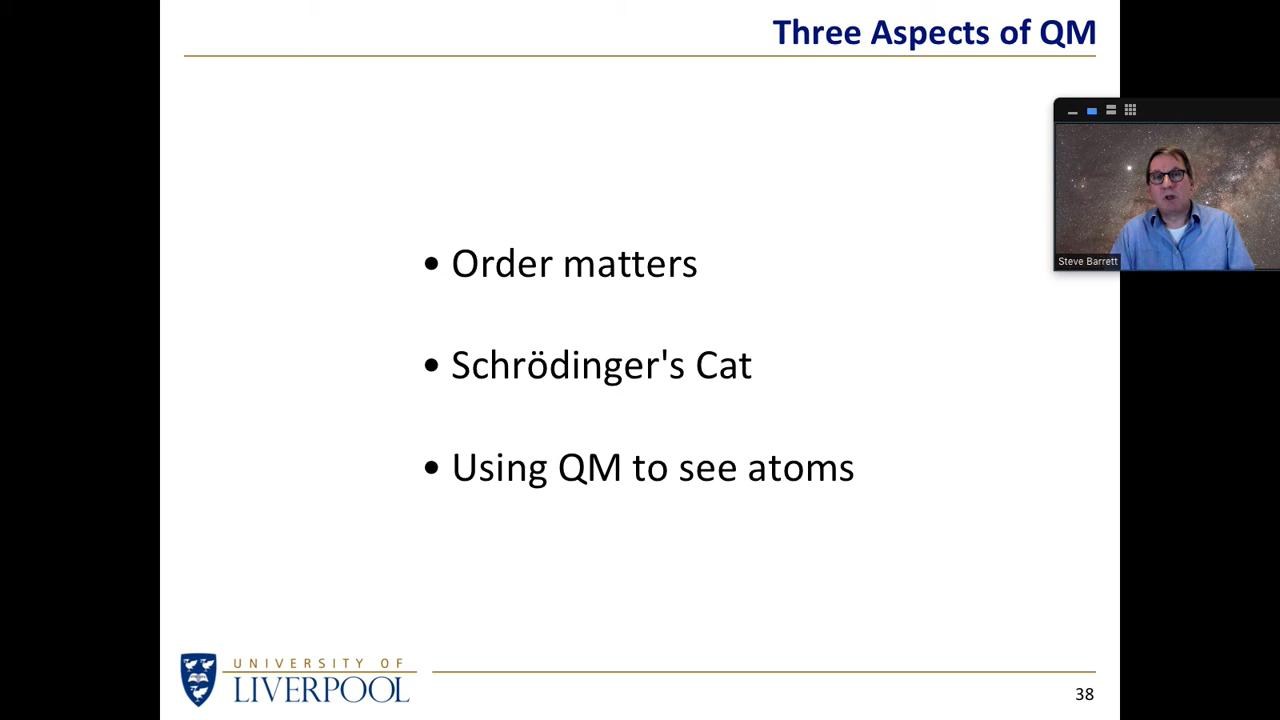 Three Aspects of QM
Steve Barrett
• Order matters
• Schrödinger's Cat
• Using QM to see atoms
UNIVERSITY OF
LIVERPOOL
38